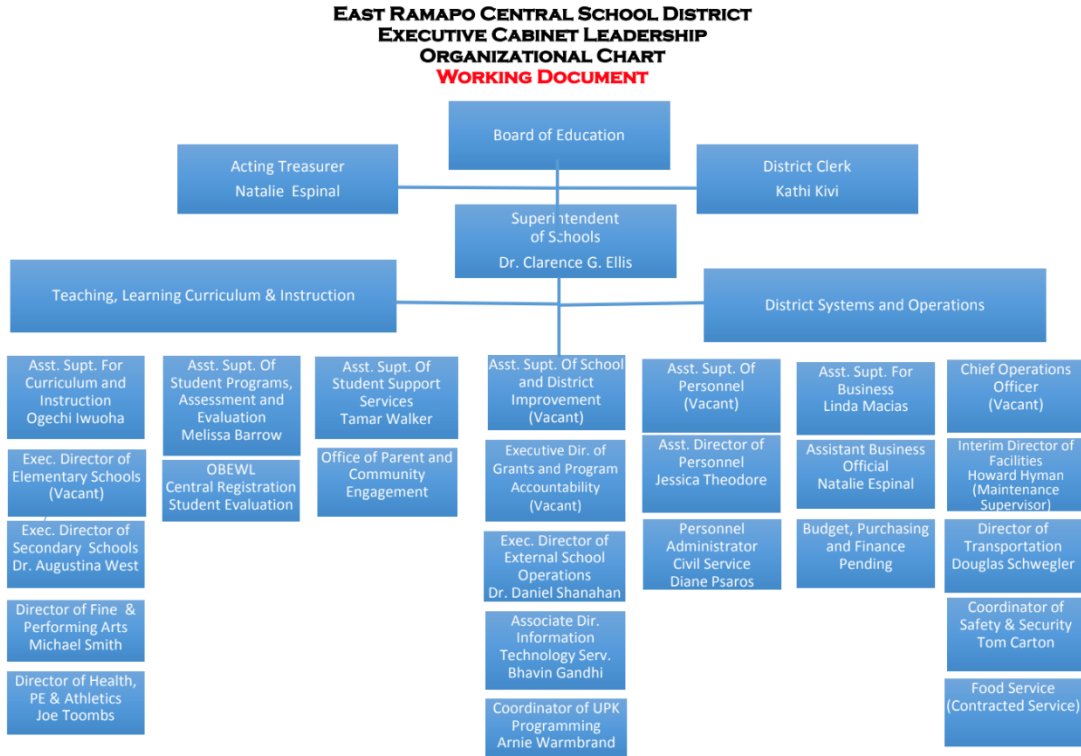 East Ramapo Central School District
Executive Cabinet Leadership
Organizational Chart
Working Document
Board of Education
Acting Treasurer
Natalie Espinal
District Clerk
Kathi Kivi
Superintendent
of Schools
Dr. Clarence G. Ellis
Teaching, Learning Curriculum & Instruction
District Systems and Operations
Asst. Supt. For
Curriculum and
Instruction
Ogechi Iwuoha
Exec. Director of
Elementary Schools
(Vacant)
Exec. Director of
Secondary Schools
Dr. Augustina West
Director of Fine &
Performing Arts
Michael Smith
Director of Health,
PE & Athletics
Joe Toombs
Asst. Supt. Of
Student Programs,
Assessment and
Evaluation
Melissa Barrow
OBEWL
Central Registration
Student Evaluation
Asst. Supt. Of
Student Support
Services
Tamar Walker
Office of Parent and
Community
Engagement
Asst. Supt. Of School
and District
Improvement
(Vacant)
Executive Dir. of
Grants and Program
Accountability
(Vacant)
Exec. Director of
External School
Operations
Dr. Daniel Shanahan
Associate Dir.
Information
Technology Serv.
Bhavin Gandhi
Coordinator of UPK
Programming
Arnie Warmbrand
Asst. Supt. Of
Personnel
(Vacant)
Asst. Director of
Personnel
Jessica Theodore
Personnel
Administrator
Civil Service
Diane Psaros
Asst. Supt. For
Business
Linda Macias
Assistant Business
Official
Natalie Espinal
Budget, Purchasing
and Finance
Pending
Chief Operations
Officer
(Vacant)
Interim Director of
Facilities
Howard Hyman
(Maintenance
Supervisor)
Director of
Transportation
Douglas Schwegler
Coordinator of
Safety & Security
Tom Carton
Food Service
(Contracted Service)